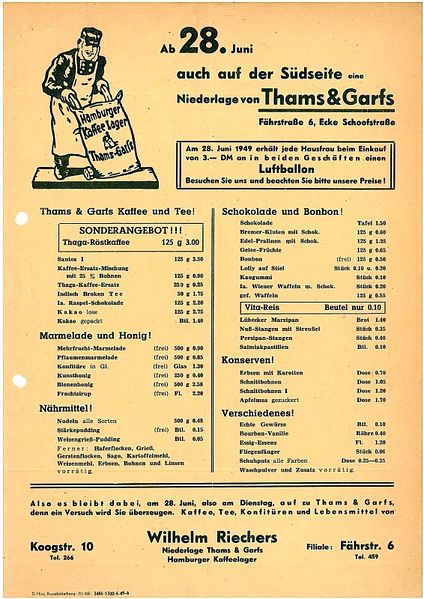 Ab 28. Juni
auch auf der Südseite eine
Niederlage von Thams & Garfs
Fährstraße 6, Ecke Schoofstraße
Hamburger
Kaffee Lager
Thams & Garfs
Am 28. Juni 1949 erhält jede Hausfrau beim Einkauf
von 3.— DM an in beiden Geschäften einen
Luftballon
Besuchen Sie uns und beachten Sie bitte unsere Preise!
Thams & Garfs Kaffee und Tee!
SONDERANGEBOT!!!
Thaga-Röstkaffee 125 g 3.00
Santos I 125 g 3.50
Kaffee-Ersatz-Mischung
mit 25 % Bohnen 125 g 0.90
Thaga-Kaffee-Ersatz 250 g 0.25
Indisch Broken Tee 50 g 1.75
Ia. Raspel-Schokolade 125 g 2.20
Kakao lose 125 g 2.75
Kakao gepackt Btl. 1.40
Marmelade und Honig!
Mehrfrucht-Marmelade (frei) 500 g 0.90
Pflaumenmarmelade (frei) 500 g 0.85
Konfitüre in Gl. (frei) Glas 1.30
Kunsthonig (frei) 250 g 0.40
Bienenhonig (frei) 500 g 2.58
Fruchtsirup (frei) Fl. 2.20
Nährmittel!
Nudeln alle Sorten 500 g 0.48
Stärkepudding (frei) Btl. 0.15
Weizengrieß-Pudding Btl. 0.05
Ferner: Haferflocken, Grieß,
Gerstenflocken, Sago, Kartoffelmehl,
Weizenmehl, Erbsen, Bohnen und Linsen
vorrätig.
Schokolade und Bonbon!
Schokolade Tafel 1.50
Bremer-Kluten mit Schok. 125 g 0.60
Edel-Pralinen mit Schok. 125 g 1.25
Gelee-Früchte 125 g 0.65
Bonbon (frei) 125 g 0.50
Lolly auf Stiel Stück 0.10 u. 0.20
Kaugummi Stück 0.10
Ia. Wiener Waffeln m. Schok. Stück 0.20
gef. Waffeln 125 g 0.55
Vita-Reis Beutel nur 0.10
Lübecker Marzipan Brot 1.40
Nuß-Stangen mit Streußel Stück 0.35
Persipan-Stangen Stück 0.40
Salmiakpastillen Btl. 0.10
Konserven!
Erbsen mit Karotten Dose 0.70
Schnittbohnen Dose 1.05
Schnittbohnen I Dose 1.20
Apfelmus gezuckert Dose 1.70
Verschiedenes!
Echte Gewürze Btl. 0.10
Bourbon-Vanille Röhre 0.40
Essig-Essenz Fl. 1.20
Fliegenfänger Stück 0.06
Schuhputz alle Farben Dose 0.25—0.35
Waschpulver und Zusatz vorrätig.
Also es bleibt dabei, am 28. Juni, also am Dienstag, auf zu Thams & Garfs,
denn ein Versuch wird Sie überzeugen. Kaffee, Tee, Konfitüren und Lebensmittel von
Wilhelm Riechers
Koogstr. 10 Niederlage Thams & Garfs Filiale: Fährstr. 6
Tel. 266 Hamburger Kaffeelager Tel. 459